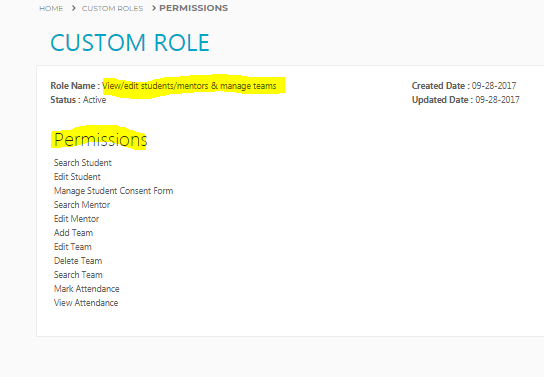 HOME > CUSTOM ROLES > PERMISSIONS
CUSTOM ROLE
Role Name : View/edit students/mentors & manage teams Created Date : 09-28-2017
Status : Active Updated Date : 09-28-2017
Permissions
Search Student
Edit Student
Manage Student Consent Form
Search Mentor
Edit Mentor
Add Team
Edit Team
Delete Team
Search Team
Mark Attendance
View Attendance